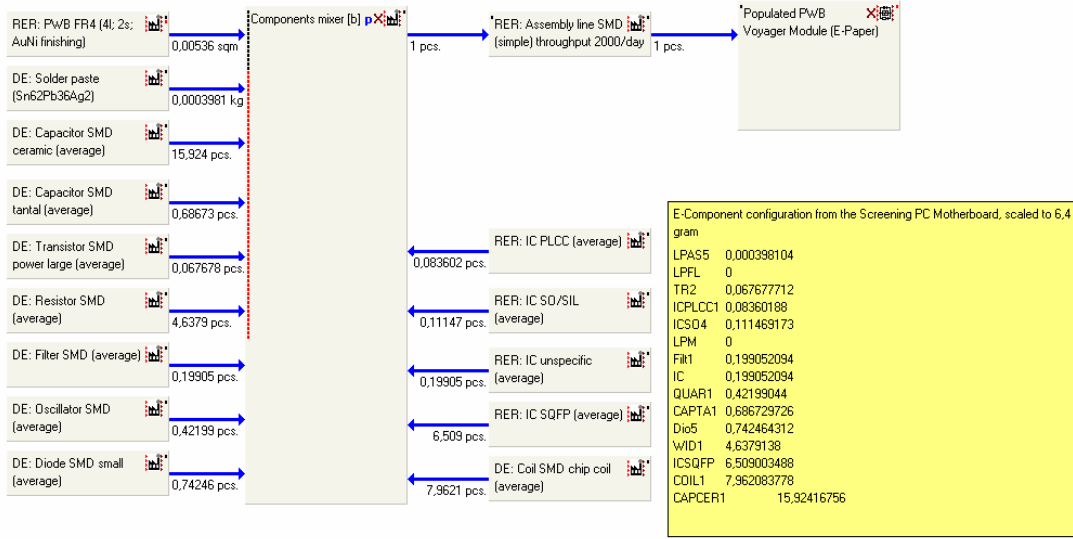 RER: PWB FR4 (4l; 2s;
AuNi finishing)
0,00536 sqm
DE: Solder paste
(Sn62Pb36Ag2)
0,0003981 kg
DE: Capacitor SMD
ceramic (average)
15,924 pcs.
DE: Capacitor SMD
tantal (average)
0,68673 pcs.
DE: Transistor SMD
power large (average)
0,067678 pcs.
DE: Resistor SMD
(average)
4,6379 pcs.
DE: Filter SMD (average)
0,19905 pcs.
DE: Oscillator SMD
(average)
0,42199 pcs.
DE: Diode SMD small
(average)
0,74246 pcs.
Components mixer [b] p
1 pcs.
RER: Assembly line SMD
(simple) throughput 2000/day
1 pcs.
Populated PWB
Voyager Module (E-Paper)
RER: IC PLCC (average)
0,083602 pcs.
RER: IC SO/SIL
(average)
0,11147 pcs.
RER: IC unspecific
(average)
0,19905 pcs.
RER: IC SQFP (average)
6,509 pcs.
DE: Coil SMD chip coil
(average)
7,9621 pcs.
E-Component configuration from the Screening PC Motherboard, scaled to 6,4
gram
LPAS5 0,000398104
LPFL 0
TR2 0,067677712
ICPLCC1 0,08360188
ICSO4 0,111469173
LPM 0
Filt1 0,199052094
IC 0,199052094
QUAR1 0,42199044
CAPTA1 0,686729726
Dio5 0,742464312
WID1 4,6379138
ICSQFP 6,509003488
COIL1 7,962083778
CAPCER1 15,92416756